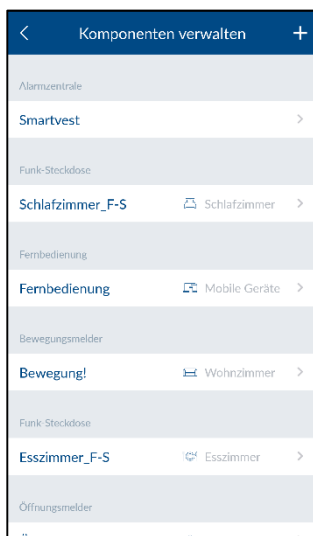 Komponenten verwalten
Alarmzentrale
Smartvest
Funk-Steckdose
Schlafzimmer_F-S Schlafzimmer
Fernbedienung
Fernbedienung Mobile Geräte
Bewegungsmelder
Bewegung! Wohnzimmer
Funk-Steckdose
Esszimmer_F-S Esszimmer
Öffnungsmelder